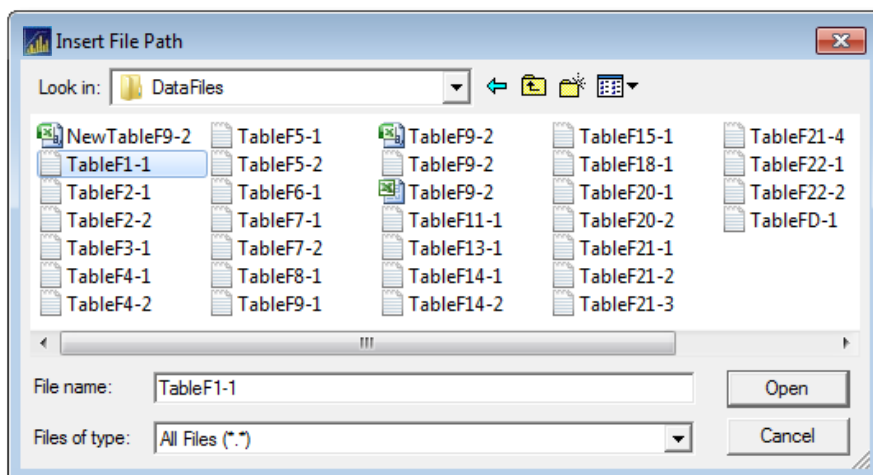 Insert File Path
Look in: DataFiles
NewTableF9-2 TableF5-1 TableF9-2 TableF15-1 TableF21-4
TableF1-1 TableF5-2 TableF9-2 TableF18-1 TableF22-1
TableF2-1 TableF6-1 TableF9-2 TableF20-1 TableF22-2
TableF2-2 TableF7-1 TableF11-1 TableF20-2 TableFD-1
TableF3-1 TableF7-2 TableF13-1 TableF21-1
TableF4-1 TableF8-1 TableF14-1 TableF21-2
TableF4-2 TableF9-1 TableF14-2 TableF21-3
File name: TableF1-1 Open
Files of type: All Files (*.*) Cancel